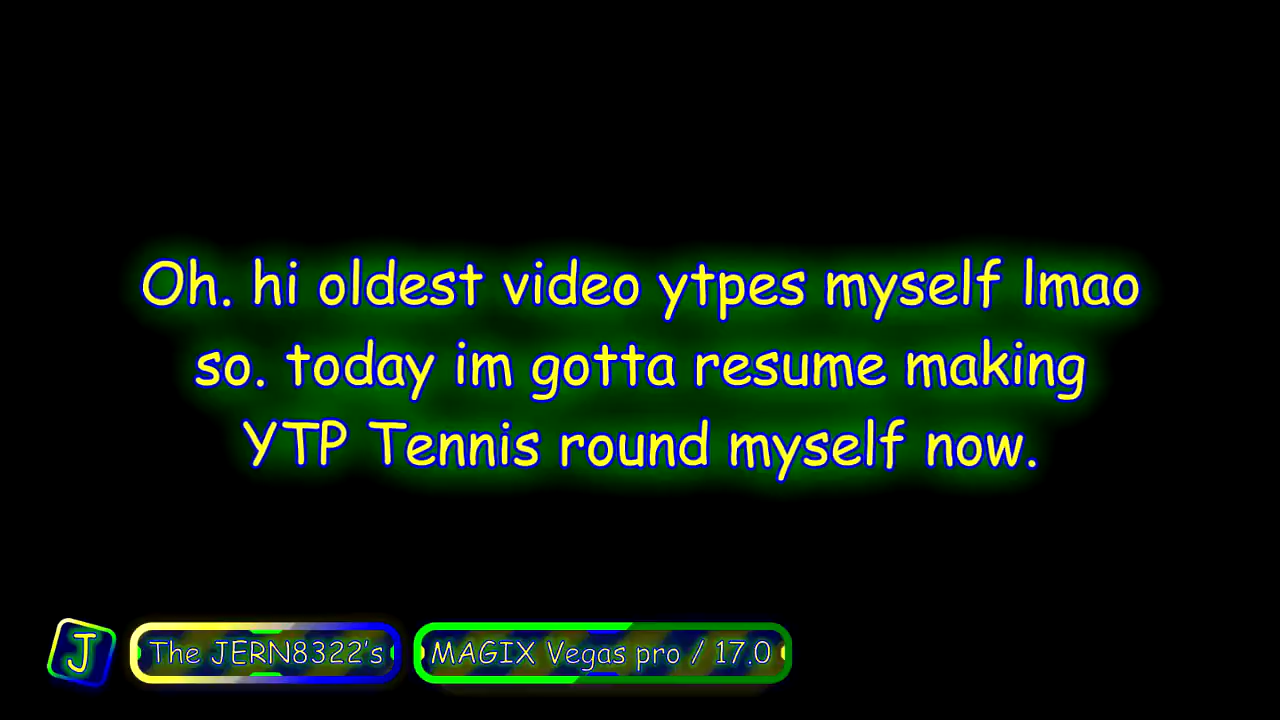 Oh. hi oldest video ytpes myself lmao
so. today im gotta resume making
YTP Tennis round myself now.
J The JERN8322's MAGIX Vegas pro / 17.0